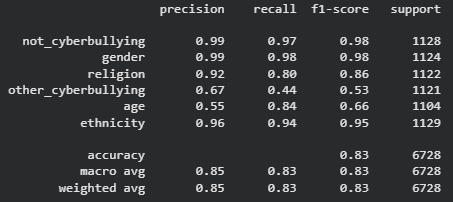 precision recall f1-score support
not_cyberbullying 0.99 0.97 0.98 1128
gender 0.99 0.98 0.98 1124
religion 0.92 0.80 0.86 1122
other_cyberbullying 0.67 0.44 0.53 1121
age 0.55 0.84 0.66 1104
ethnicity 0.96 0.94 0.95 1129
accuracy 0.83 6728
macro avg 0.85 0.83 0.83 6728
weighted avg 0.85 0.83 0.83 6728